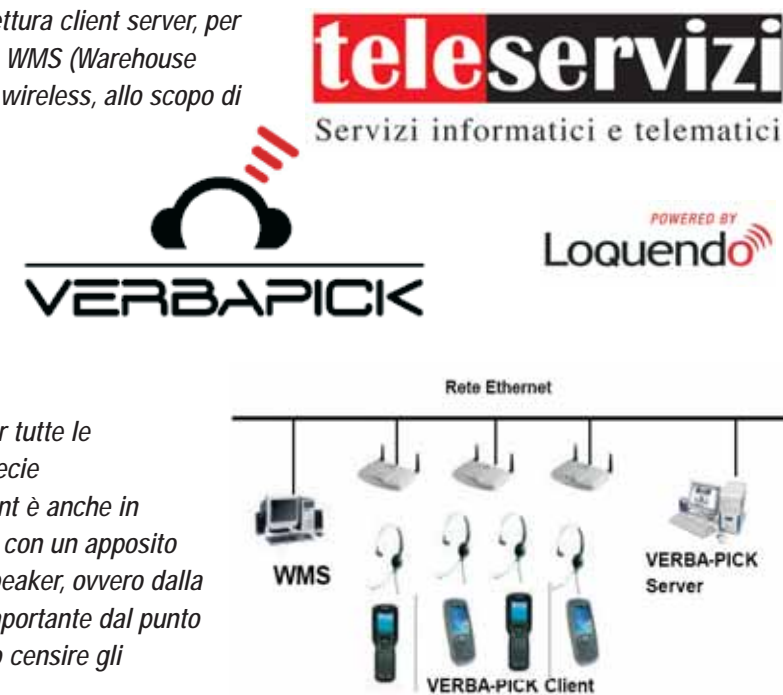 ettura client server, per
WMS (Warehouse
wireless, allo scopo di
teleservizi
Servizi informatici e telematici
VERBAPICK
POWERED BY
Loquendo
r tutte le
ecie
nt è anche in
con un apposito
peaker, ovvero dalla
nportante dal punto
o censire gli
Rete Ethernet
WMS
VERBA-PICK
Server
VERBA-PICK Client